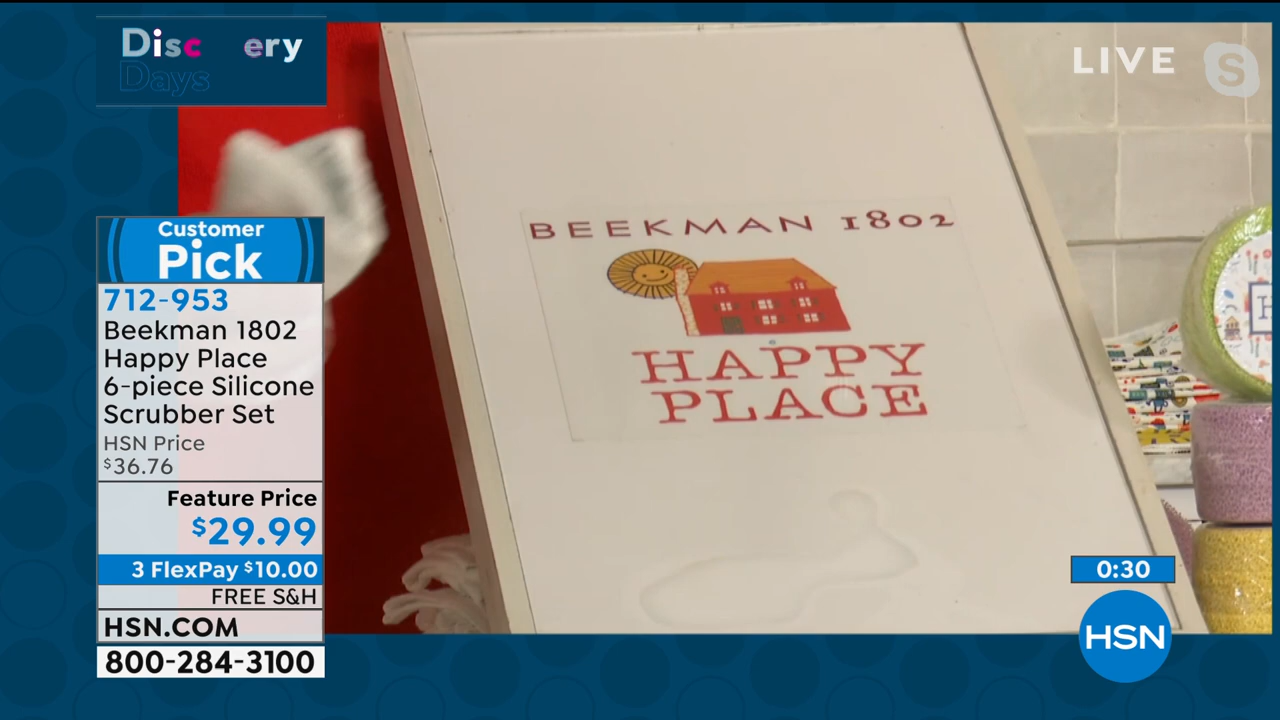 Discery
Days
LIVE
S
Customer
Pick
712-953
Beekman 1802
Happy Place
6-piece Silicone
Scrubber Set
HSN Price
$36.76
Feature Price
$29.99
3 FlexPay $10.00
FREE S&H
HSN.COM
800-284-3100
BEEKMAN 1802
HAPPY
PLACE
H
0:30
HSN